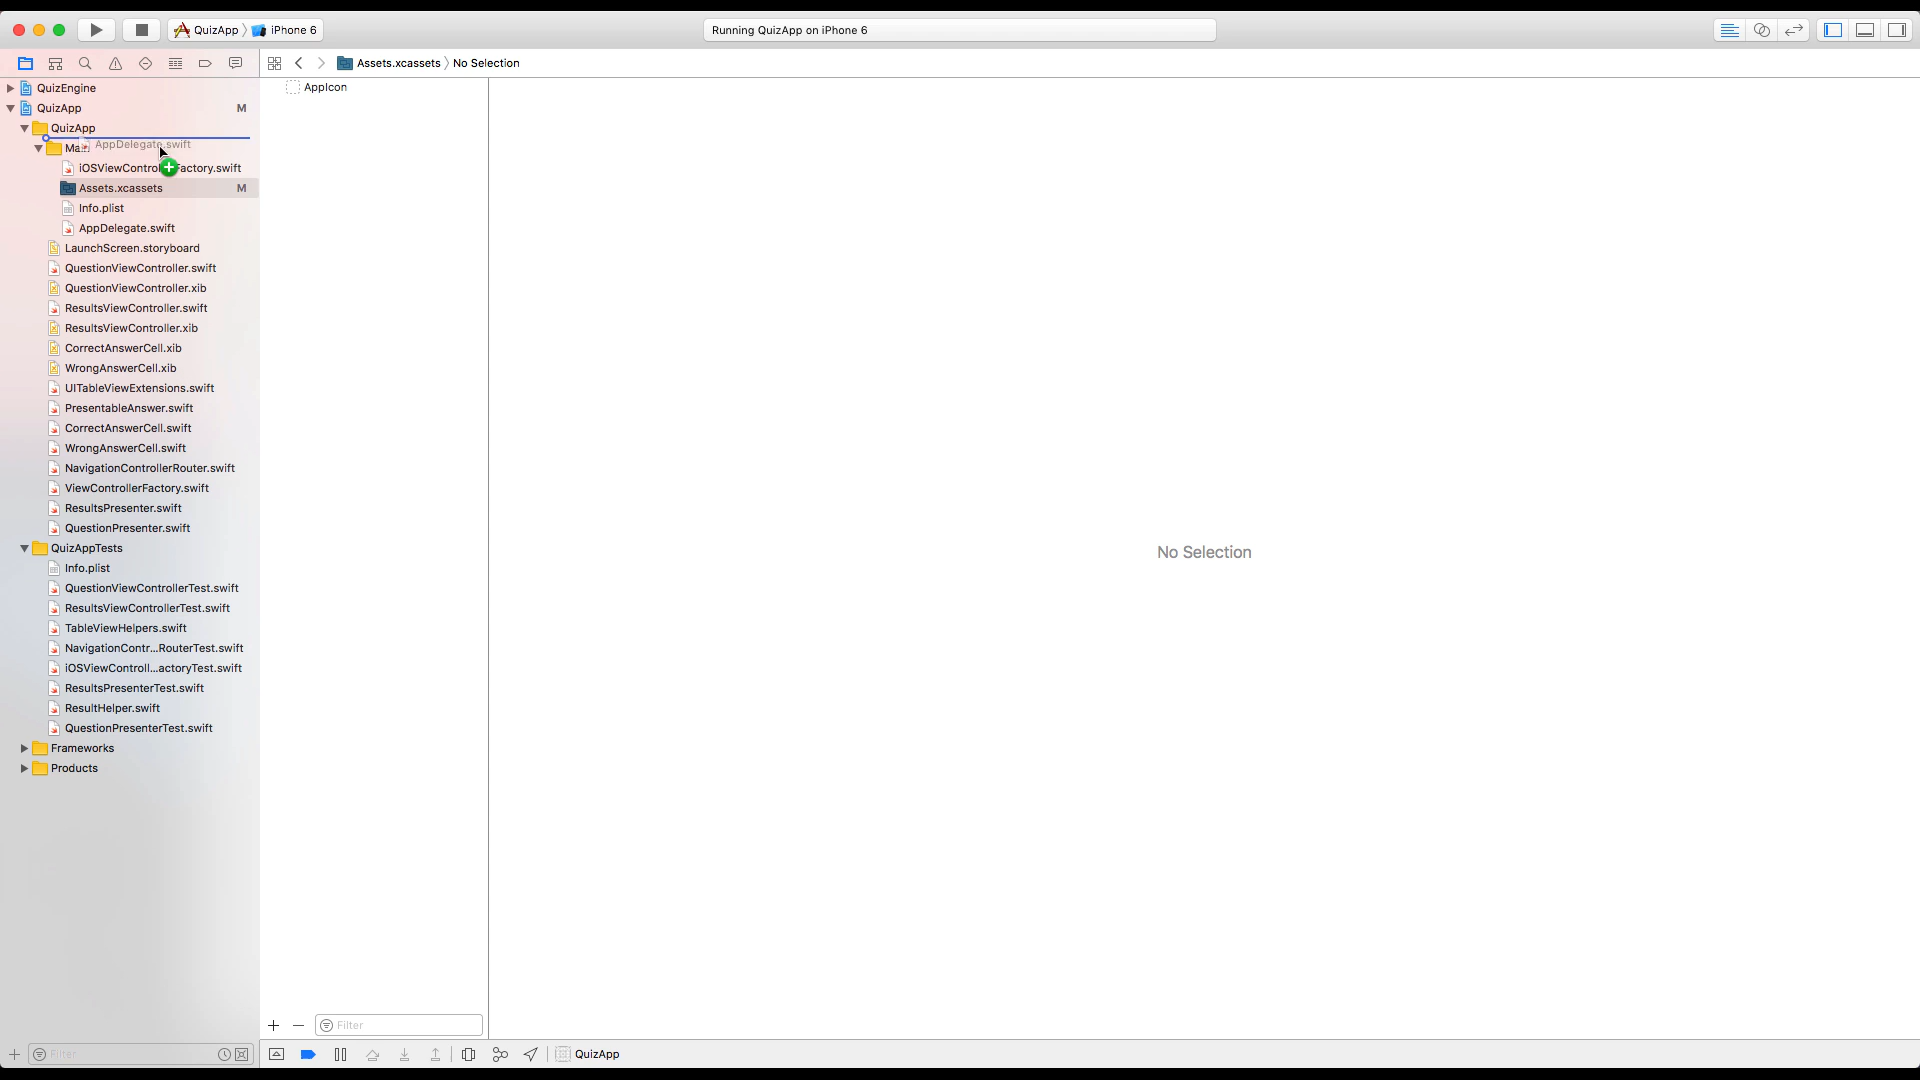 QuizApp
iPhone 6
Running QuizApp on iPhone 6
Assets.xcassets
No Selection
QuizEngine
AppIcon
QuizApp
M
QuizApp
AppDelegate.swift
iOSViewControl Factory.swift
Assets.xcassets
M
Info.plist
AppDelegate.swift
LaunchScreen.storyboard
QuestionViewController.swift
QuestionViewController.xib
ResultsViewController.swift
ResultsViewController.xib
CorrectAnswerCell.xib
WrongAnswerCell.xib
UITableViewExtensions.swift
PresentableAnswer.swift
CorrectAnswerCell.swift
WrongAnswerCell.swift
NavigationControllerRouter.swift
ViewControllerFactory.swift
ResultsPresenter.swift
QuestionPresenter.swift
QuizAppTests
Info.plist
QuestionViewControllerTest.swift
ResultsViewControllerTest.swift
TableViewHelpers.swift
NavigationContr...RouterTest.swift
iOSViewControll...actoryTest.swift
ResultsPresenterTest.swift
ResultHelper.swift
QuestionPresenterTest.swift
Frameworks
Products
No Selection
Filter
Filter
QuizApp